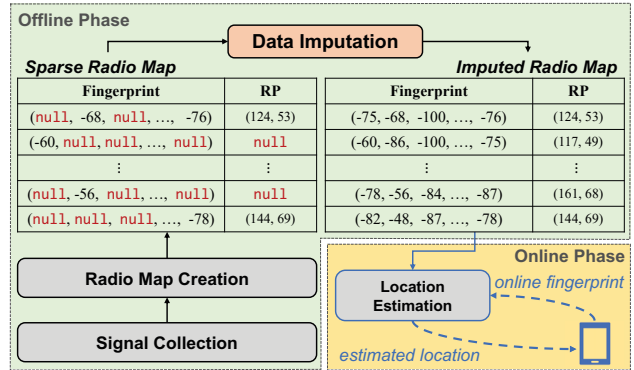 Offline Phase
Data Imputation
Sparse Radio Map
Imputed Radio Map
Fingerprint RP
(null, -68, null, …, -76) (124, 53)
(-60, null, null, …, null) null
⋮ ⋮
(null, -56, null, …, null) null
(null, null, null, …, -78) (144, 69)
Fingerprint RP
(-75, -68, -100, …, -76) (124, 53)
(-60, -86, -100, …, -75) (117, 49)
⋮ ⋮
(-78, -56, -84, …, -87) (161, 68)
(-82, -48, -87, …, -78) (144, 69)
Radio Map Creation
Signal Collection
Online Phase
Location
Estimation
online fingerprint
estimated location